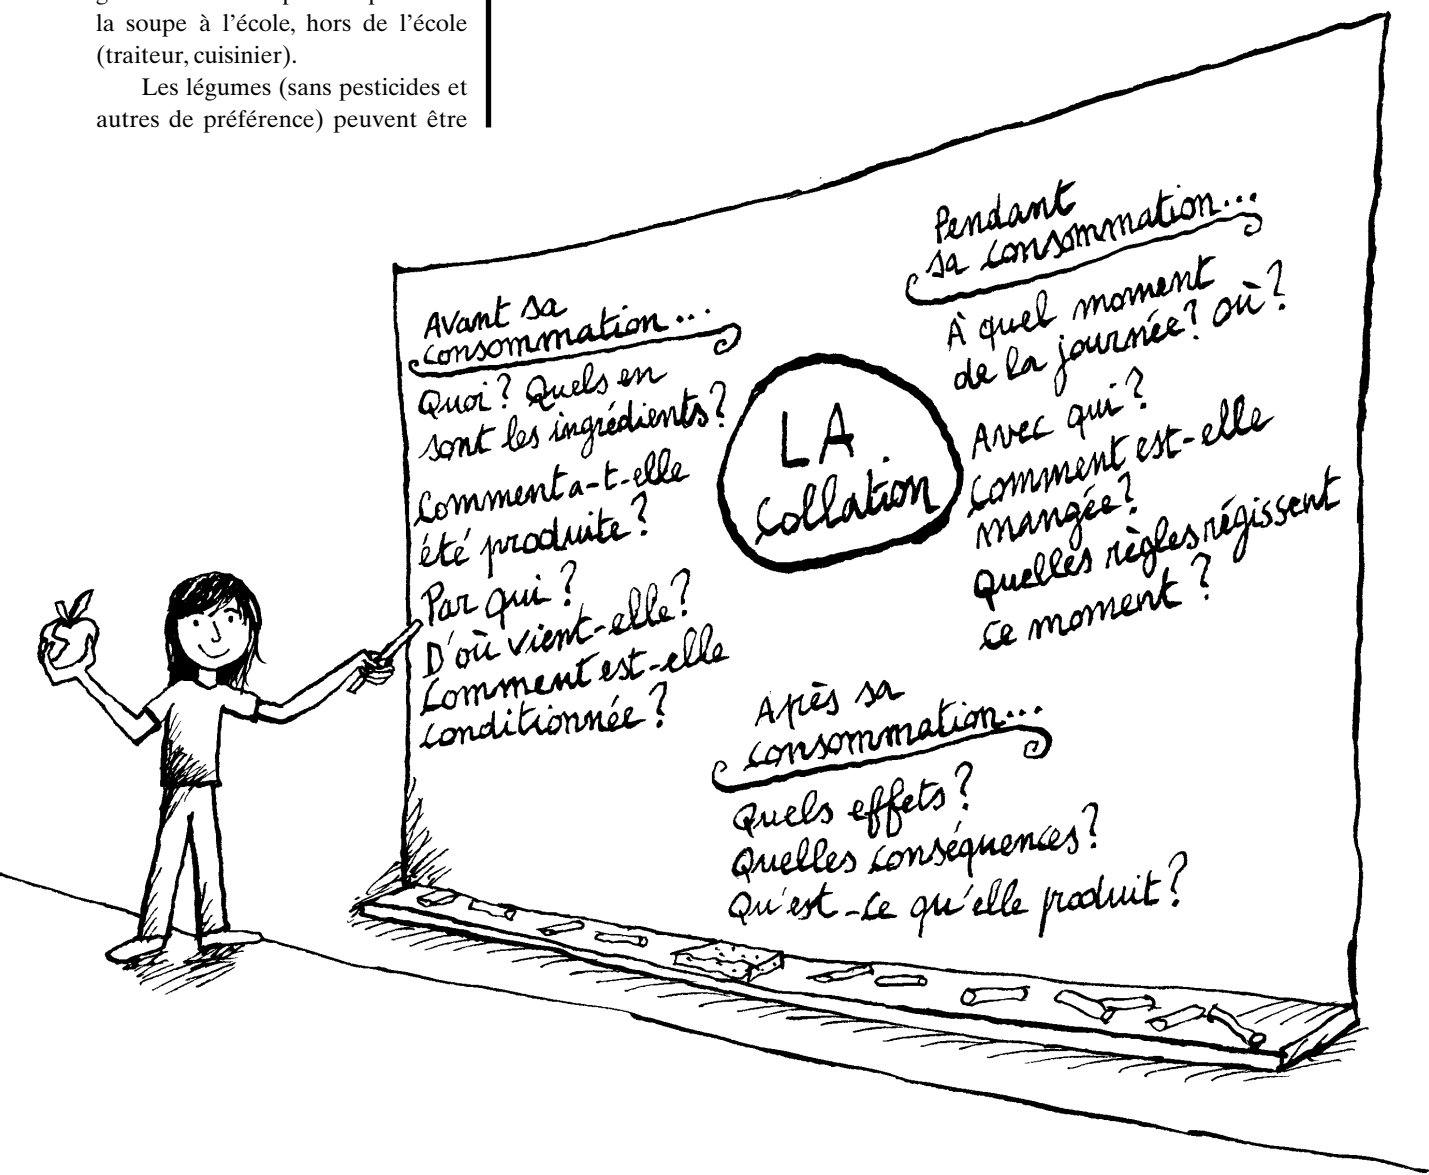 la soupe à l'école, hors de l'école
(traiteur, cuisinier).
Les légumes (sans pesticides et
autres de préférence) peuvent être
Avant sa
consommation...
Quoi? Quels en
sont les ingrédients?
Comment a-t-elle
été produite?
Par qui?
D'où vient-elle?
Comment est-elle
conditionnée?
LA
collation
Pendant
sa consommation...
À quel moment
de la journée? Où?
Avec qui?
Comment est-elle
mangée?
Quelles règles régissent
ce moment?
Après sa
consommation...
Quels effets?
Quelles conséquences?
Qu'est-ce qu'elle produit?